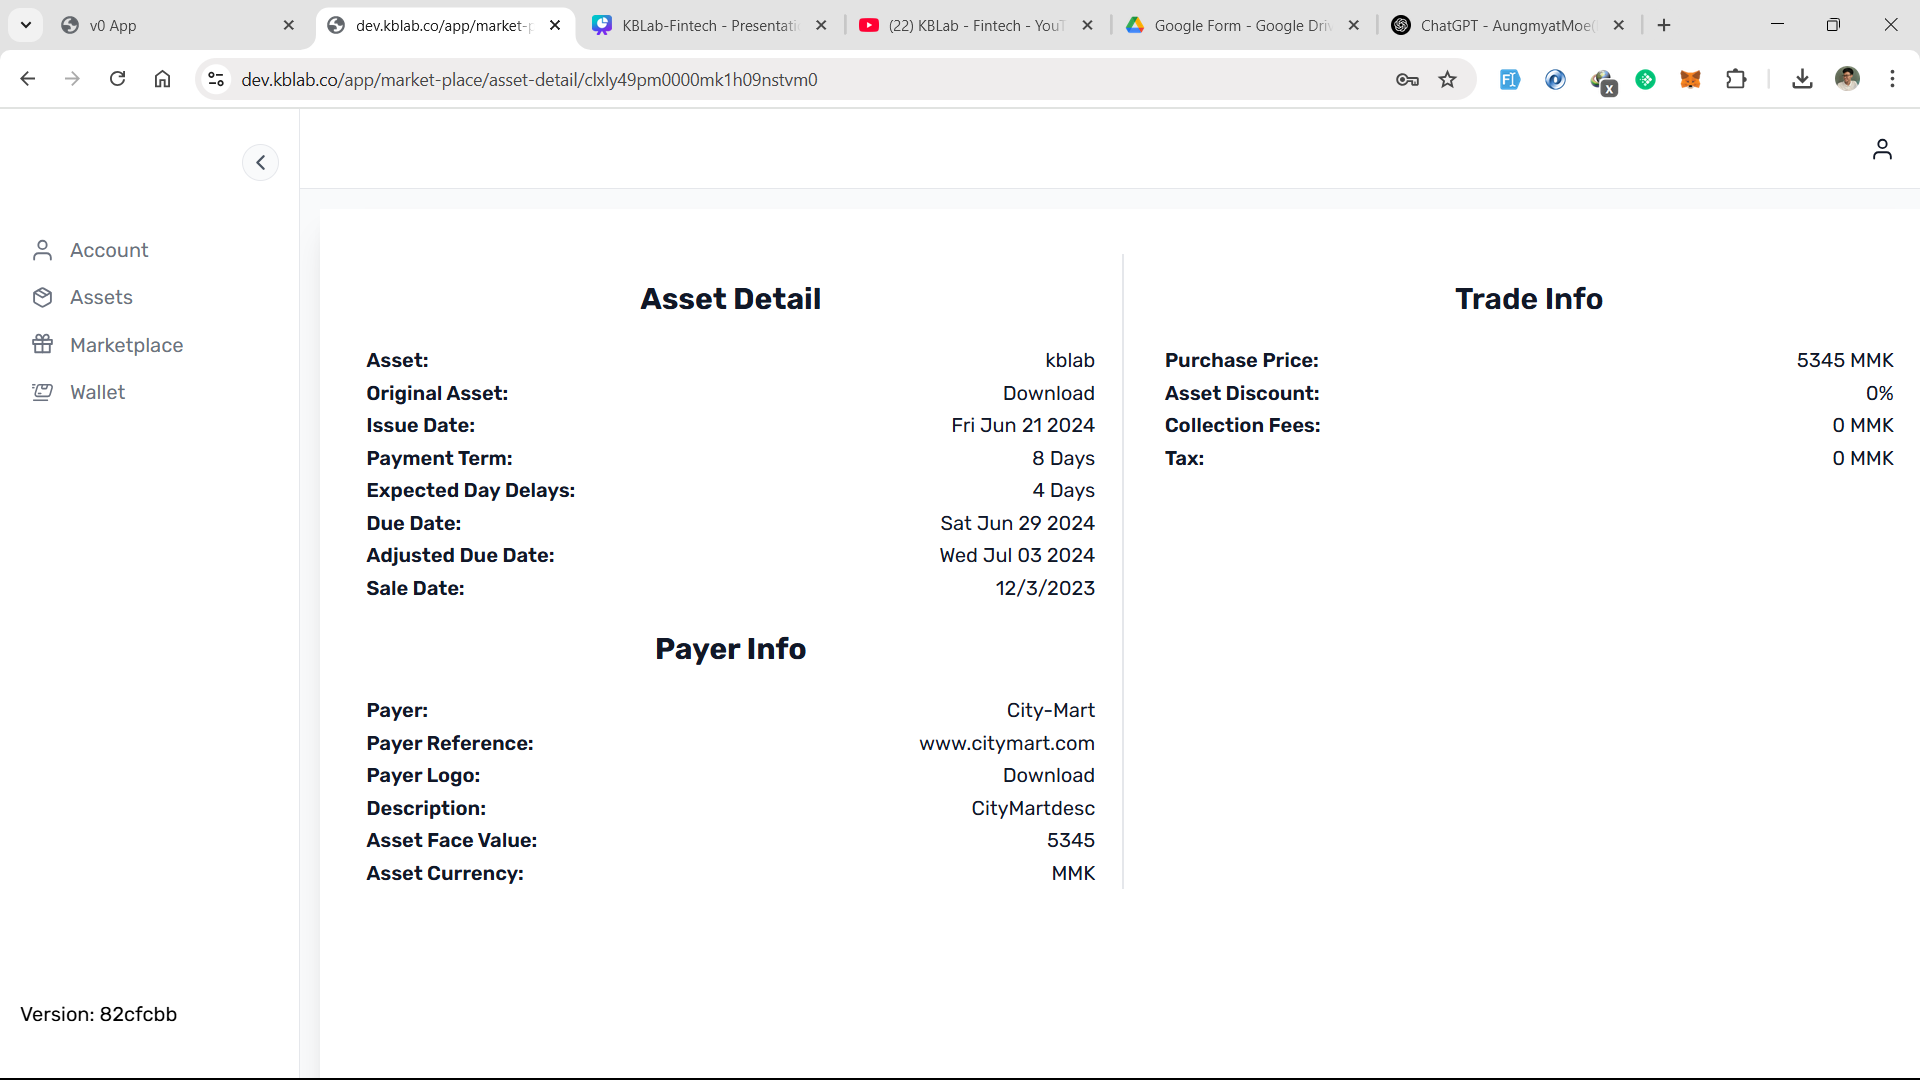 v0 App
dev.kblab.co/app/market-p
KBLab-Fintech - Presentati
(22) KBLab - Fintech - YouT
Google Form - Google Driv
ChatGPT - AungmyatMoe(
dev.kblab.co/app/market-place/asset-detail/clxly49pm0000mk1h09nstvm0
FI
x
Account
Assets
Marketplace
Wallet
Version: 82cfcbb
Asset Detail
Asset: kblab
Original Asset: Download
Issue Date: Fri Jun 21 2024
Payment Term: 8 Days
Expected Day Delays: 4 Days
Due Date: Sat Jun 29 2024
Adjusted Due Date: Wed Jul 03 2024
Sale Date: 12/3/2023
Payer Info
Payer: City-Mart
Payer Reference: www.citymart.com
Payer Logo: Download
Description: CityMartdesc
Asset Face Value: 5345
Asset Currency: MMK
Trade Info
Purchase Price: 5345 MMK
Asset Discount: 0%
Collection Fees: 0 MMK
Tax: 0 MMK